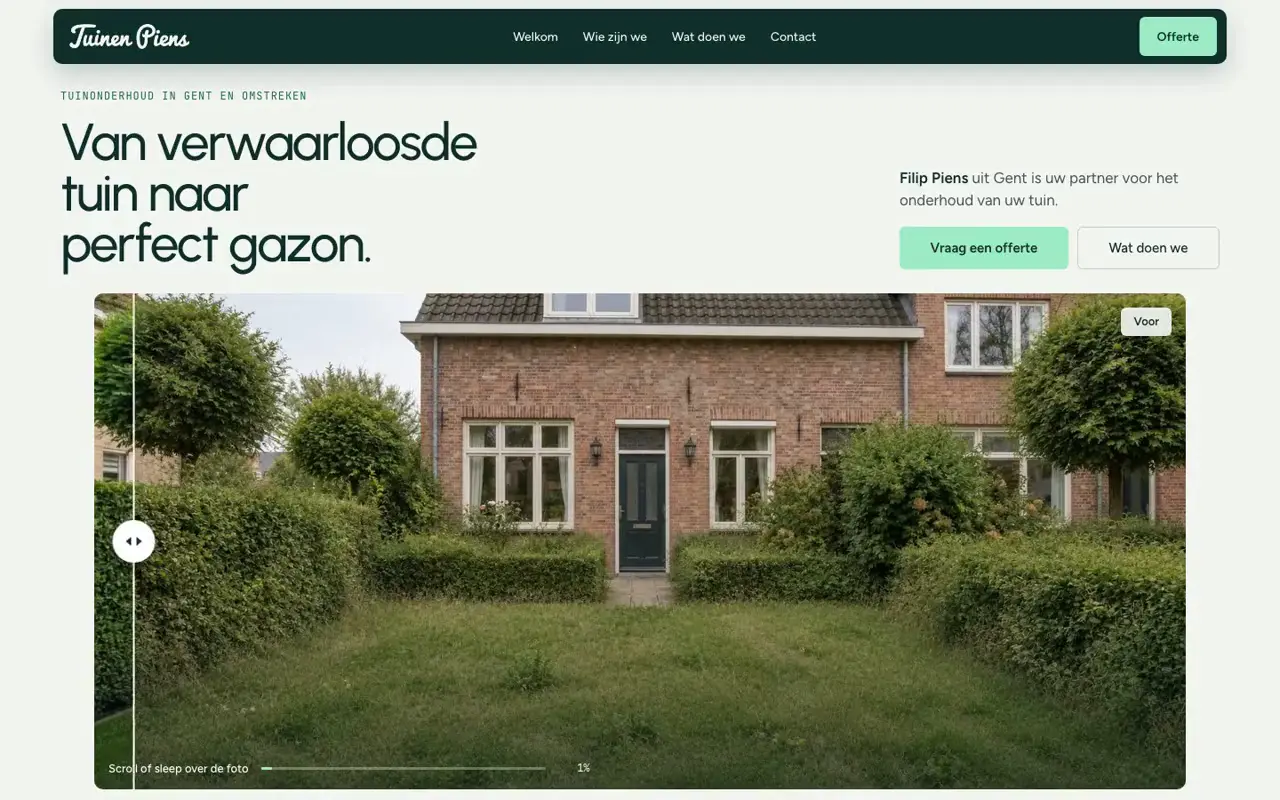 Tuinen Piens
Welkom
Wie zijn we
Wat doen we
Contact
Offerte
TUINONDERHOUD IN GENT EN OMSTREKEN
Van verwaarloosde
tuin naar
perfect gazon.
Filip Piens uit Gent is uw partner voor het
onderhoud van uw tuin.
Vraag een offerte
Wat doen we
Voor
Scroll of sleep over de foto
1%